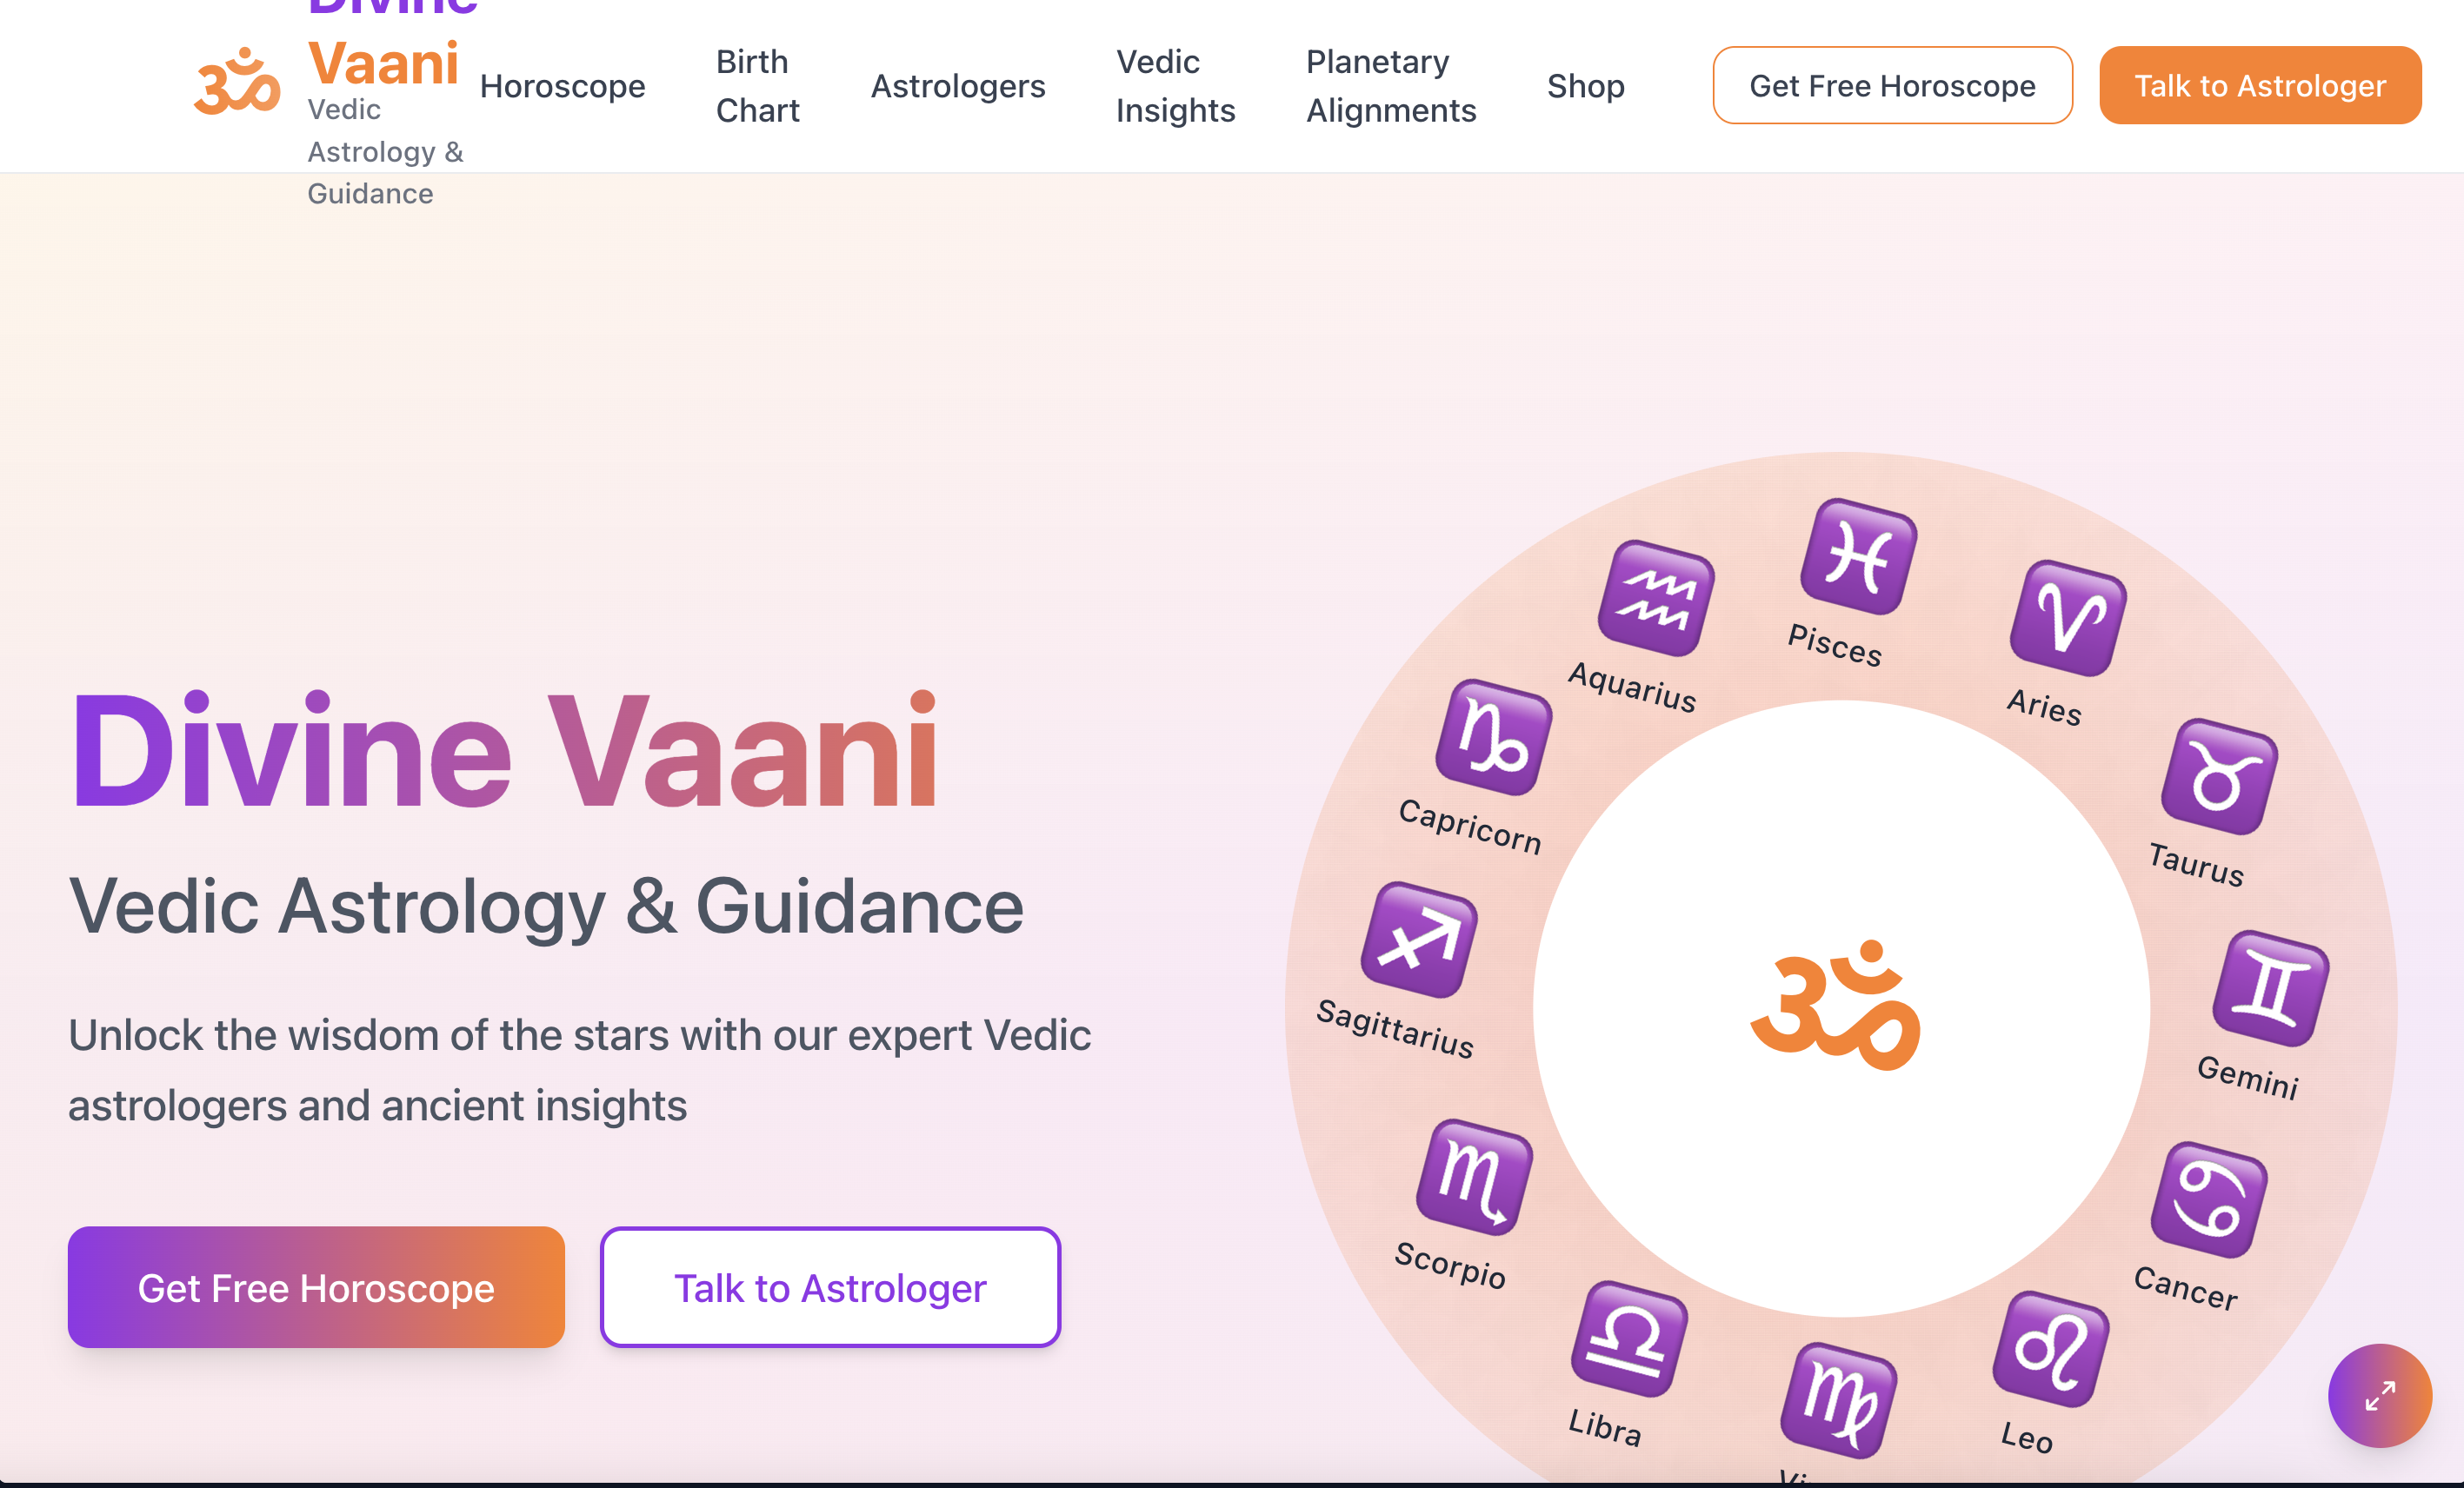 Divine
Vaani
Vedic
Astrology &
Guidance
ॐ
Horoscope
Birth
Chart
Astrologers
Vedic
Insights
Planetary
Alignments
Shop
Get Free Horoscope
Talk to Astrologer
Divine Vaani
Vedic Astrology & Guidance
Unlock the wisdom of the stars with our expert Vedic
astrologers and ancient insights
Get Free Horoscope
Talk to Astrologer
Pisces
Aries
Taurus
Gemini
Cancer
Leo
Libra
Scorpio
Sagittarius
Capricorn
Aquarius
ॐ